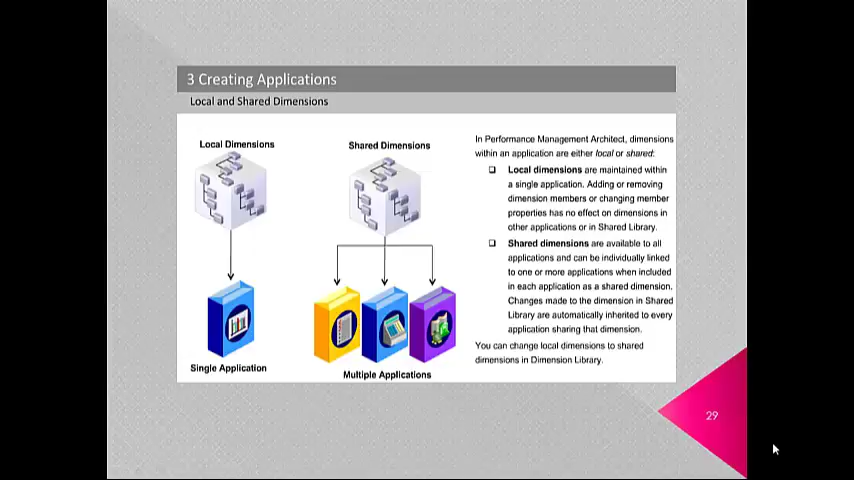 3 Creating Applications
Local and Shared Dimensions
Local Dimensions
Shared Dimensions
Single Application
Multiple Applications
In Performance Management Architect, dimensions
within an application are either local or shared:
Local dimensions are maintained within
a single application. Adding or removing
dimension members or changing member
properties has no effect on dimensions in
other applications or in Shared Library.
Shared dimensions are available to all
applications and can be individually linked
to one or more applications when included
in each application as a shared dimension.
Changes made to the dimension in Shared
Library are automatically inherited to every
application sharing that dimension.
You can change local dimensions to shared
dimensions in Dimension Library.
29